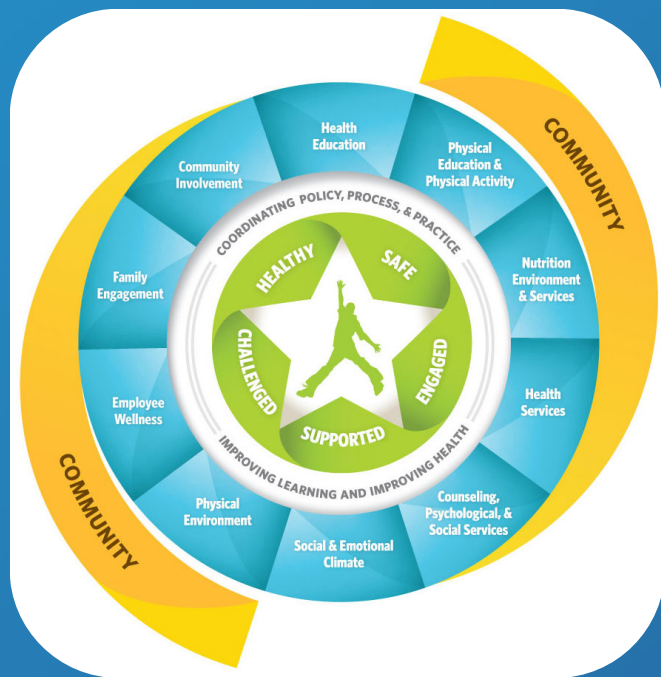 COMMUNITY
Health
Education
Physical
Education &
Physical Activity
Nutrition
Environment
& Services
Health
Services
Counseling,
Psychological, &
Social Services
Social & Emotional
Climate
Physical
Environment
Employee
Wellness
Family
Engagement
Community
Involvement
COORDINATING POLICY, PROCESS, & PRACTICE
IMPROVING LEARNING AND IMPROVING HEALTH
HEALTHY
SAFE
ENGAGED
SUPPORTED
CHALLENGED
COMMUNITY